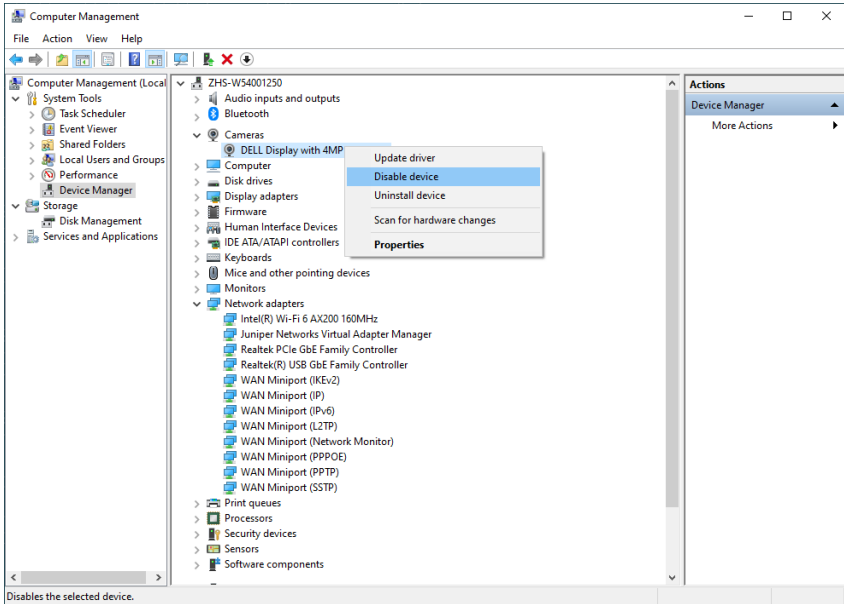 Computer Management
File Action View Help
Computer Management (Local
System Tools
Task Scheduler
Event Viewer
Shared Folders
Local Users and Groups
Performance
Device Manager
Storage
Disk Management
Services and Applications
ZHS-W54001250
Audio inputs and outputs
Bluetooth
Cameras
DELL Display with 4MP
Computer
Disk drives
Display adapters
Firmware
Human Interface Devices
IDE ATA/ATAPI controllers
Keyboards
Mice and other pointing devices
Monitors
Network adapters
Intel(R) Wi-Fi 6 AX200 160MHz
Juniper Networks Virtual Adapter Manager
Realtek PCIe GbE Family Controller
Realtek(R) USB GbE Family Controller
WAN Miniport (IKEv2)
WAN Miniport (IP)
WAN Miniport (IPv6)
WAN Miniport (L2TP)
WAN Miniport (Network Monitor)
WAN Miniport (PPPOE)
WAN Miniport (PPTP)
WAN Miniport (SSTP)
Print queues
Processors
Security devices
Sensors
Software components
Update driver
Disable device
Uninstall device
Scan for hardware changes
Properties
Actions
Device Manager
More Actions
Disables the selected device.